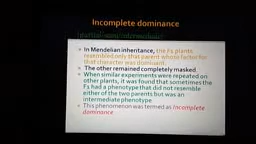 Incomplete dominance
(partial/semi/intermediate)
In Mendelian inheritance, the F1 plants
resembled only that parent whose factor for
that character was dominant.
The other remained completely masked
When similar experiments were repeated on
other plants, it was found that sometimes the
F1 had a phenotype that did not resemble
either of the two parents but was an
intermediate phenotype
This phenomenon was termed as Incomplete
dominance